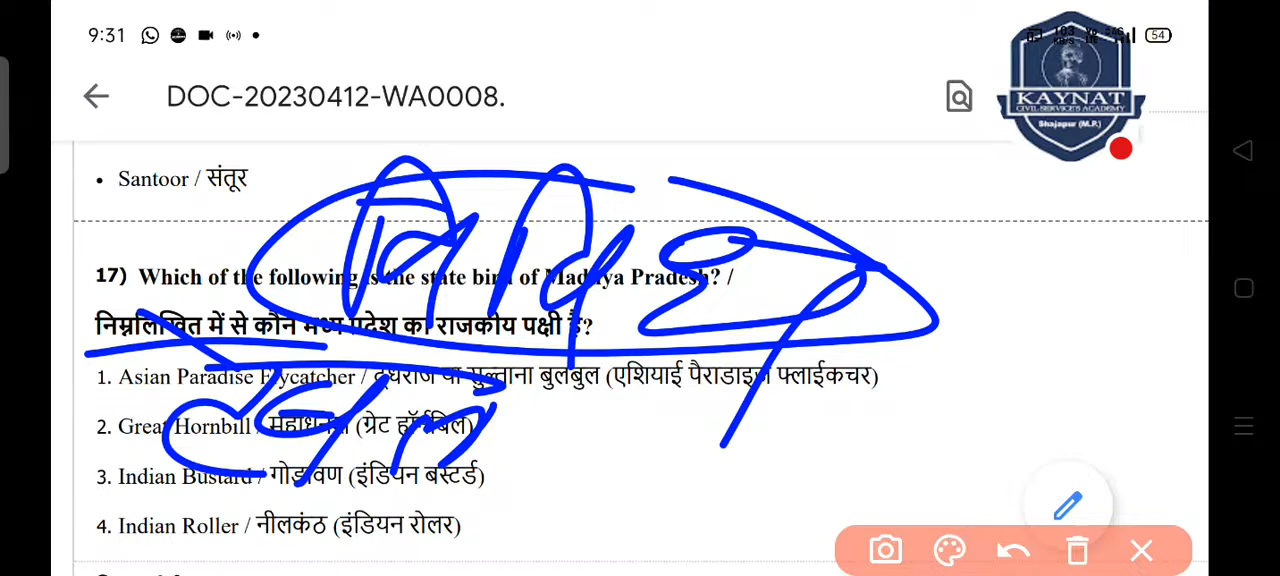 9:31
54
DOC-20230412-WA0008.
KAYNAT
CIVIL SERVICES ACADEMY
Shajapur (M.P.)
• Santoor / संतूर
17) Which of the following is the state bird of Madhya Pradesh? /
निम्नलिखित में से कौन मध्य प्रदेश का राजकीय पक्षी है?
1. Asian Paradise Flycatcher / दूधराज या सुल्ताना बुलबुल (एशियाई पैराडाइज फ्लाईकचर)
2. Great Hornbill / महाधनेश (ग्रेट हॉर्नबिल)
3. Indian Bustard / गोडावण (इंडियन बस्टर्ड)
4. Indian Roller / नीलकंठ (इंडियन रोलर)